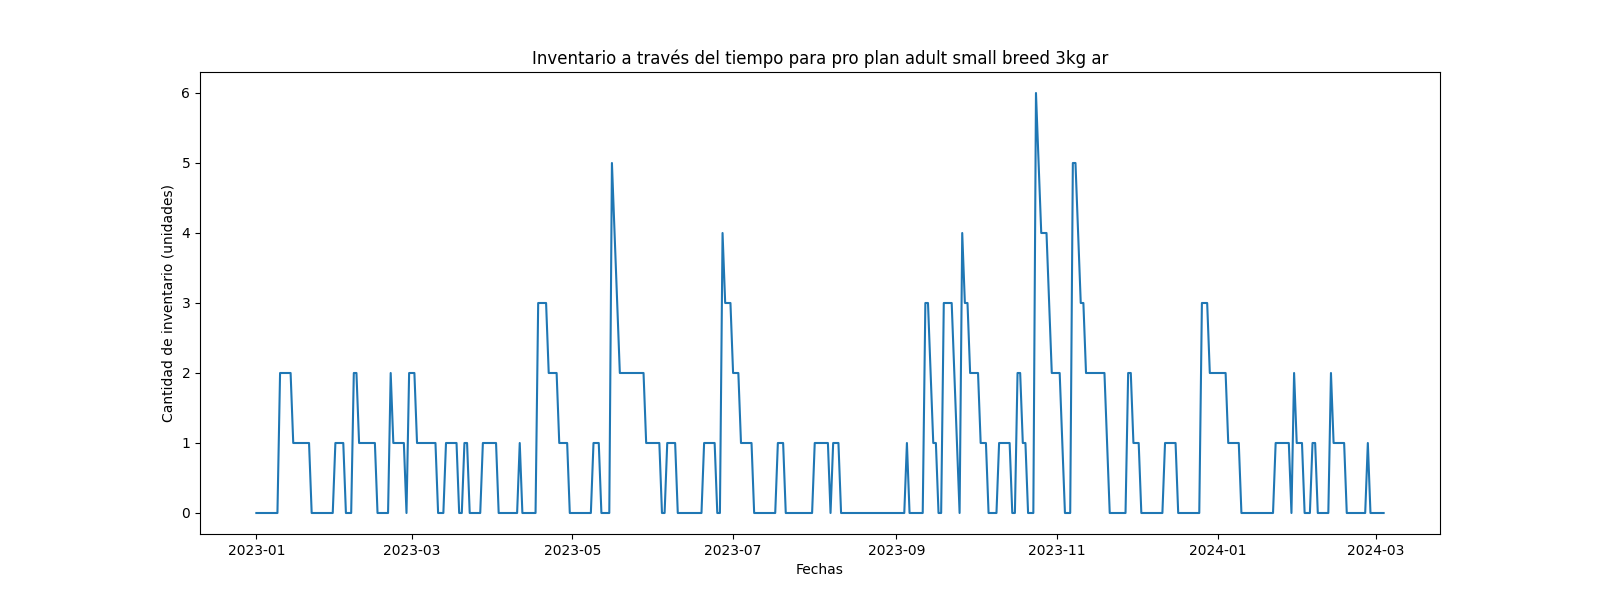 Inventario a través del tiempo para pro plan adult small breed 3kg ar
Cantidad de inventario (unidades)
6
5
4
3
2
1
0
2023-01 2023-03 2023-05 2023-07 2023-09 2023-11 2024-01 2024-03
Fechas